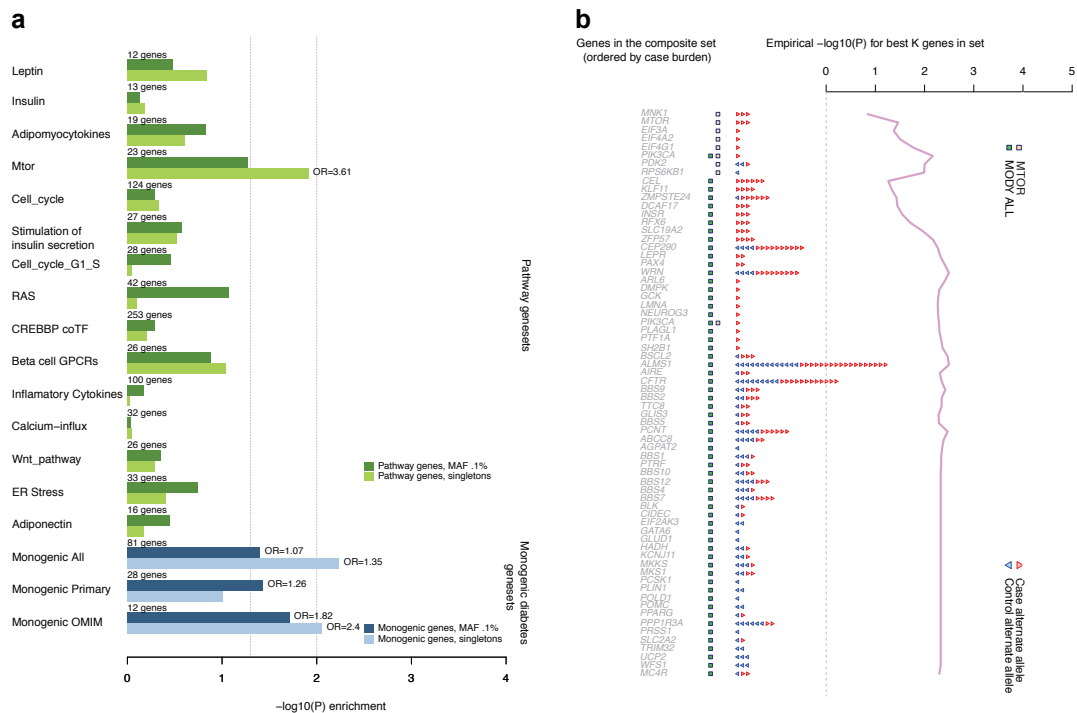 a
12 genes
Leptin
13 genes
Insulin
19 genes
Adipomyocytokines
23 genes
Mtor
OR=3.61
124 genes
Cell_cycle
27 genes
Stimulation of
insulin secretion
28 genes
Cell_cycle_G1_S
42 genes
RAS
253 genes
CREBBP coTF
26 genes
Beta cell GPCRs
100 genes
Inflamatory Cytokines
32 genes
Calcium−influx
26 genes
Wnt_pathway
33 genes
ER Stress
16 genes
Adiponectin
81 genes
Monogenic All
OR=1.07
OR=1.35
28 genes
Monogenic Primary
OR=1.26
12 genes
Monogenic OMIM
OR=1.82
OR=2.4
Pathway genes, MAF .1%
Pathway genes, singletons
Monogenic genes, MAF .1%
Monogenic genes, singletons
Pathway genesets
Monogenic diabetes
genesets
0 1 2 3 4
−log10(P) enrichment
b
Genes in the composite set
(ordered by case burden)
Empirical −log10(P) for best K genes in set
0 1 2 3 4 5
MNK1
MTOR
EIF3A
EIF4A2
EIF4G1
PIK3CA
PDK2
RPS6KB1
CEL
KLF11
ZMPSTE24
DCAF17
INSR
RFX6
SLC19A2
ZFP57
CEP290
LEPR
PAX4
WRN
ARL6
DMPK
GCK
LMNA
NEUROG3
PIK3CA
PLAGL1
PTF1A
SH2B1
BSCL2
ALMS1
AIRE
CFTR
BBS9
BBS2
TTC8
GLIS3
BBS5
PCNT
ABCC8
AGPAT2
BBS1
PTRF
BBS10
BBS12
BBS4
BBS7
BLK
CIDEC
EIF2AK3
GATA6
GLUD1
HADH
KCNJ11
MKKS
MKS1
PCSK1
PLIN1
POLD1
POMC
PPARG
PPP1R3A
PRSS1
SLC2A2
TRIM32
UCP2
WFS1
MC4R
MTOR
MODY ALL
Case alternate allele
Control alternate allele